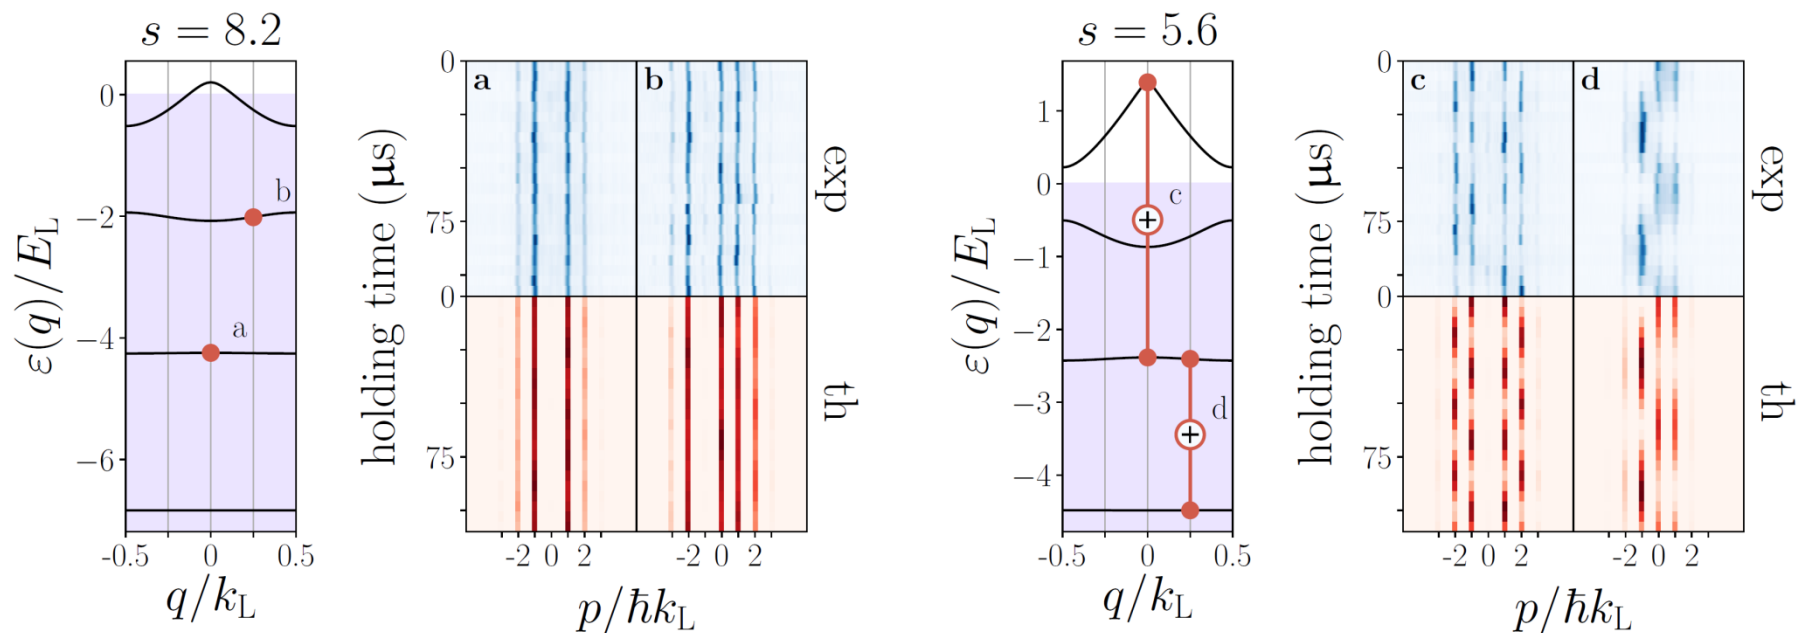 s = 8.2
0
−2
−4
−6
-0.5 0 0.5
q/k_L
ε(q)/E_L
a
b
holding time (μs)
0
75
0
75
a
b
exp
th
-2 0 2 -2 0 2
p/ħk_L
s = 5.6
1
0
−1
−2
−3
−4
-0.5 0 0.5
q/k_L
ε(q)/E_L
c
+
d
+
holding time (μs)
0
75
0
75
c
d
exp
th
-2 0 2 -2 0 2
p/ħk_L